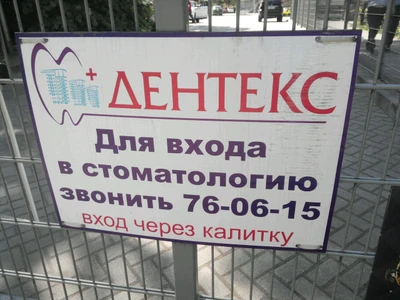 ДЕНТЕКС
Для входа
в стоматологию
звонить 76-06-15
вход через калитку